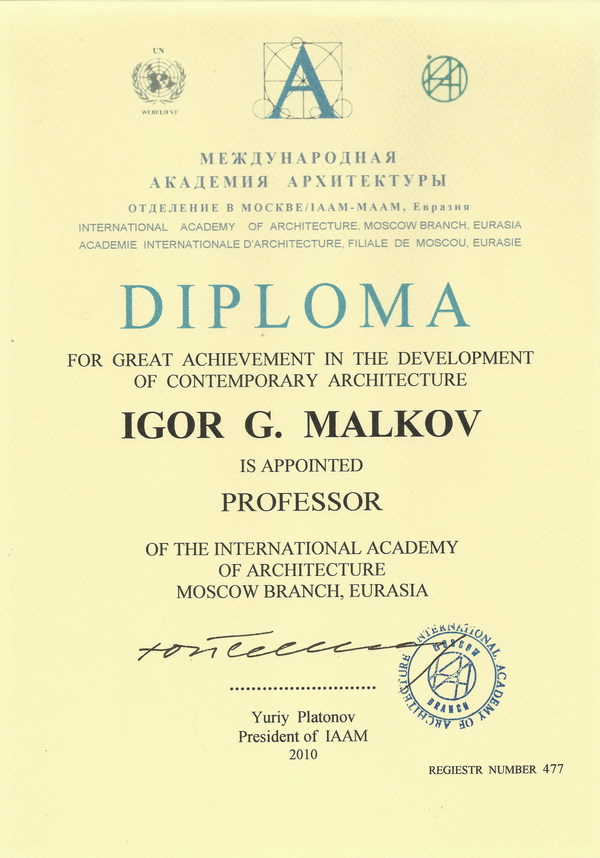 UN
WE BELIEVE
A
МЕЖДУНАРОДНАЯ
АКАДЕМИЯ АРХИТЕКТУРЫ
ОТДЕЛЕНИЕ В МОСКВЕ/IAAM-МААМ, Евразия
INTERNATIONAL ACADEMY OF ARCHITECTURE, MOSCOW BRANCH, EURASIA
ACADEMIE INTERNATIONALE D'ARCHITECTURE, FILIALE DE MOSCOU, EURASIE
DIPLOMA
FOR GREAT ACHIEVEMENT IN THE DEVELOPMENT
OF CONTEMPORARY ARCHITECTURE
IGOR G. MALKOV
IS APPOINTED
PROFESSOR
OF THE INTERNATIONAL ACADEMY
OF ARCHITECTURE
MOSCOW BRANCH, EURASIA
INTERNATIONAL ACADEMY OF ARCHITECTURE
MOSCOW
BRANCH
Yuriy Platonov
President of IAAM
2010
REGIESTR NUMBER 477